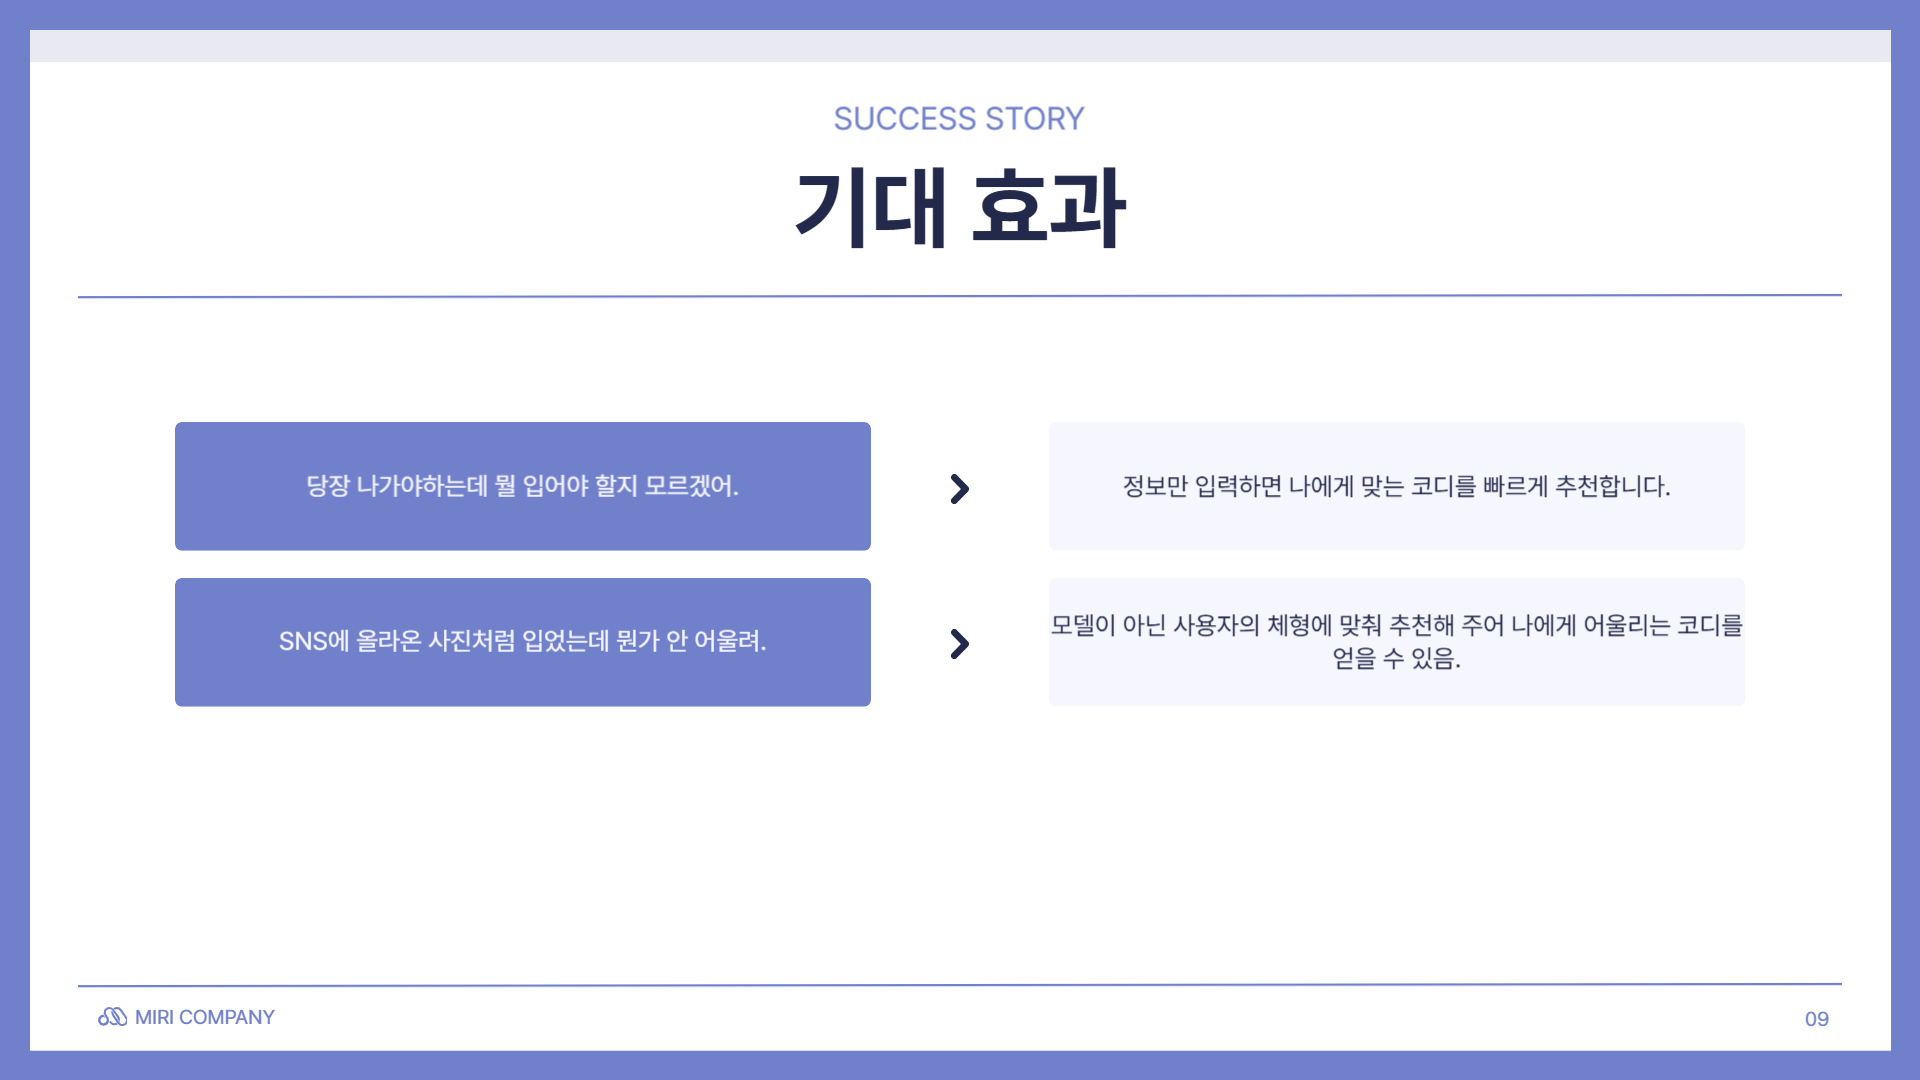 SUCCESS STORY
기대 효과
당장 나가야하는데 뭘 입어야 할지 모르겠어.
정보만 입력하면 나에게 맞는 코디를 빠르게 추천합니다.
SNS에 올라온 사진처럼 입었는데 뭔가 안 어울려.
모델이 아닌 사용자의 체형에 맞춰 추천해 주어 나에게 어울리는 코디를
얻을 수 있음.
MIRI COMPANY
09